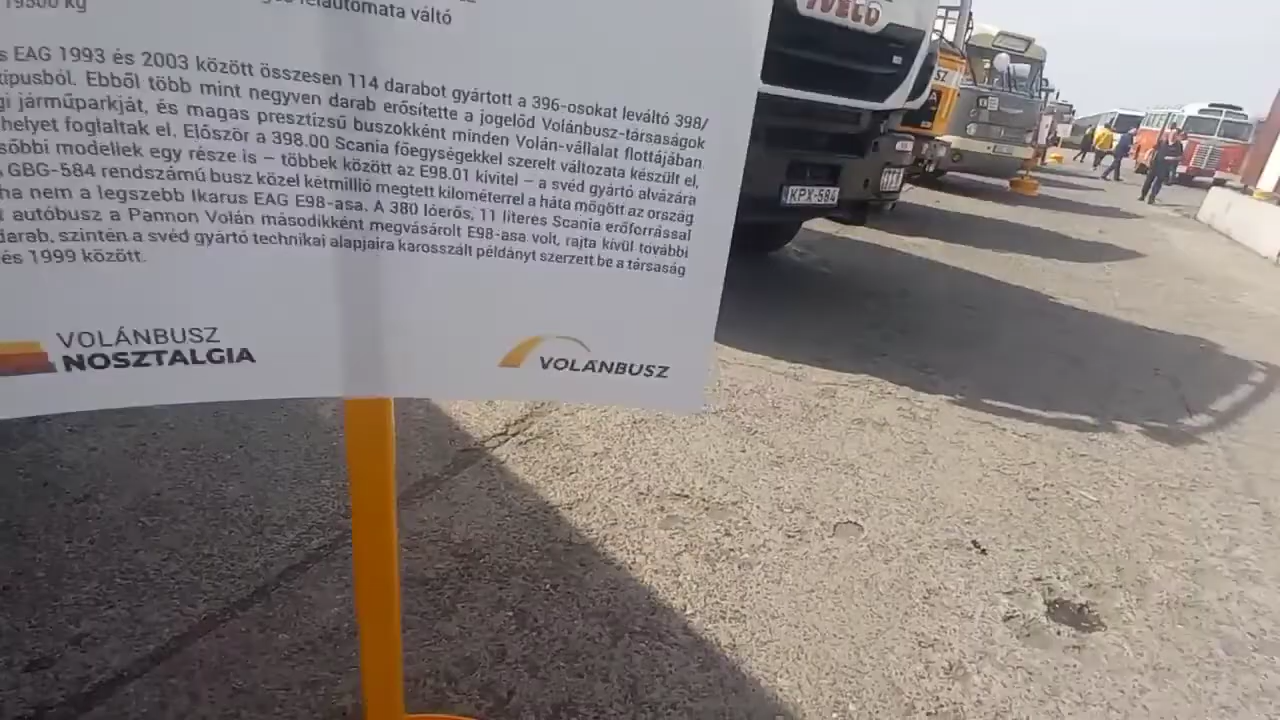 19500 kg
félautomata váltó
EAG 1993 és 2003 között összesen 114 darabot gyártott a 396-osokat leváltó 398/
típusból. Ebből több mint negyven darab erősítette a jogelőd Volánbusz-társaságok
járműparkját, és magas presztízsű buszokként minden Volán-vállalat flottájában
helyet foglaltak el. Először a 398.00 Scania főegységekkel szerelt változata készült el,
sőbbi modellek egy része is – többek között az E98.01 kivitel – a svéd gyártó alvázára
GBG-584 rendszámú busz közel kétmillió megtett kilométerrel a háta mögött az ország
ha nem a legszebb Ikarus EAG E98-asa. A 380 lóerős, 11 literes Scania erőforrással
autóbusz a Pannon Volán másodikként megvásárolt E98-asa volt, rajta kívül további
darab, szintén a svéd gyártó technikai alapjaira karosszált példányt szerzett be a társaság
és 1999 között.
VOLÁNBUSZ
NOSZTALGIA
VOLÁNBUSZ
IVECO
KPX-584